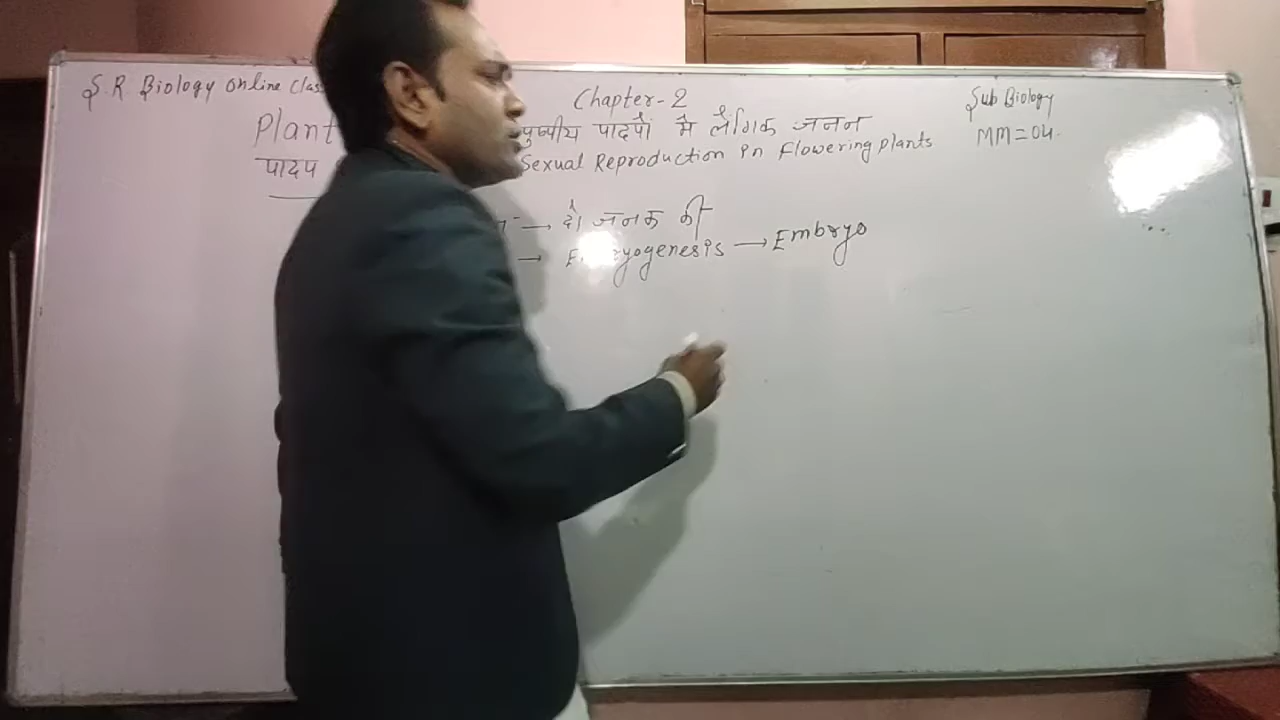 S.R Biology Online Clas
Chapter-2
Sub Biology
MM=04
Plant
पुष्पीय पादपों में लैंगिक जनन
पादप
Sexual Reproduction in Flowering plants
→ दो जनक की
→ Embryogenesis → Embryo